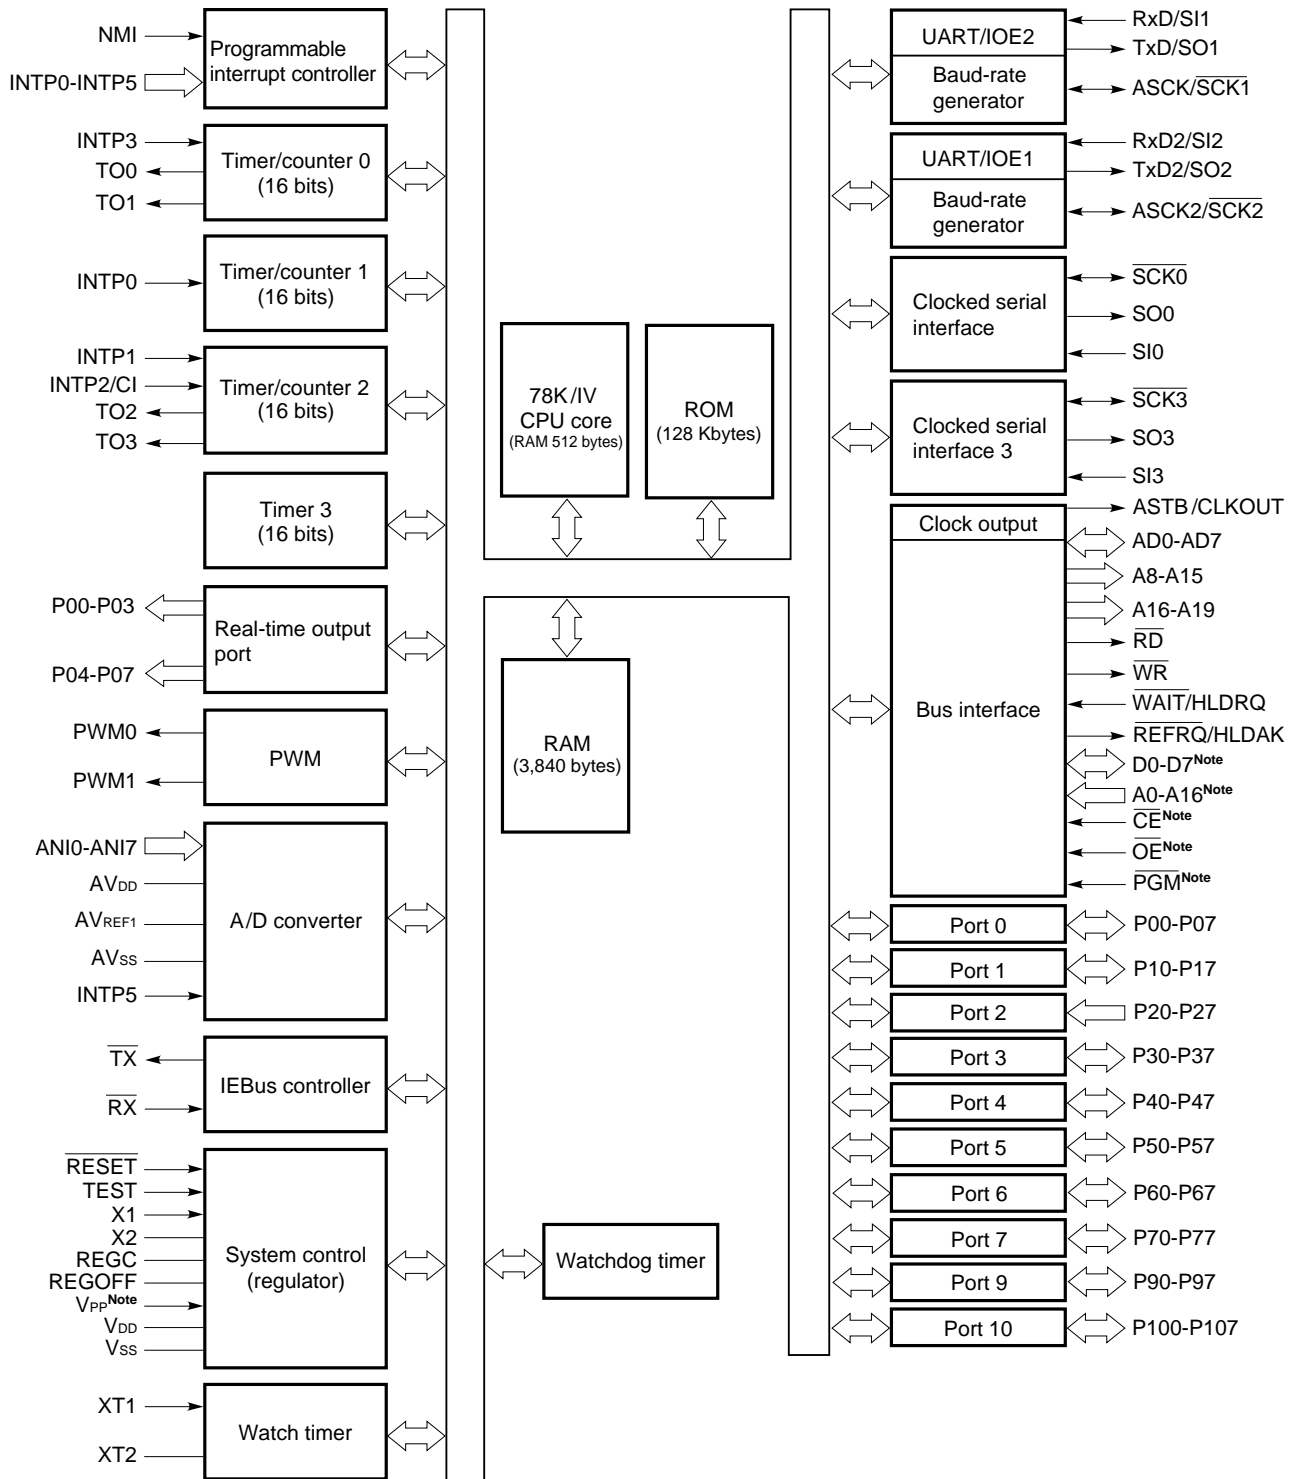 NMI
INTP0-INTP5
Programmable
interrupt controller
INTP3
TO0
TO1
Timer/counter 0
(16 bits)
INTP0
Timer/counter 1
(16 bits)
INTP1
INTP2/CI
TO2
TO3
Timer/counter 2
(16 bits)
Timer 3
(16 bits)
P00-P03
P04-P07
Real-time output
port
PWM0
PWM1
PWM
ANI0-ANI7
AVDD
AVREF1
AVSS
INTP5
A/D converter
TX
RX
IEBus controller
RESET
TEST
X1
X2
REGC
REGOFF
VPPNote
VDD
VSS
System control
(regulator)
XT1
XT2
Watch timer
78K/IV
CPU core
(RAM 512 bytes)
ROM
(128 Kbytes)
RAM
(3,840 bytes)
Watchdog timer
UART/IOE2
Baud-rate
generator
RxD/SI1
TxD/SO1
ASCK/SCK1
UART/IOE1
Baud-rate
generator
RxD2/SI2
TxD2/SO2
ASCK2/SCK2
Clocked serial
interface
SCK0
SO0
SI0
Clocked serial
interface 3
SCK3
SO3
SI3
Clock output
Bus interface
ASTB/CLKOUT
AD0-AD7
A8-A15
A16-A19
RD
WR
WAIT/HLDRQ
REFRQ/HLDAK
D0-D7Note
A0-A16Note
CENote
OENote
PGMNote
Port 0
P00-P07
Port 1
P10-P17
Port 2
P20-P27
Port 3
P30-P37
Port 4
P40-P47
Port 5
P50-P57
Port 6
P60-P67
Port 7
P70-P77
Port 9
P90-P97
Port 10
P100-P107